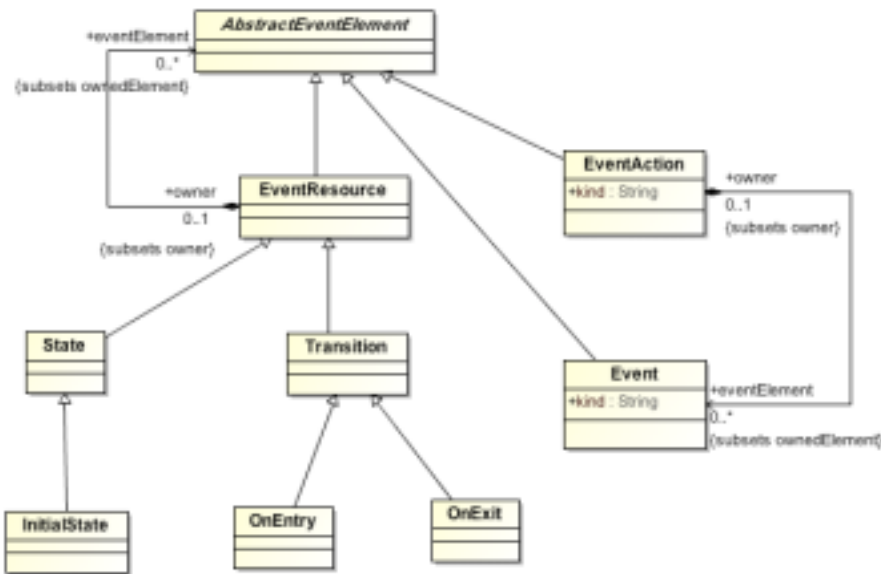 AbstractEventElement
+eventElement
0..*
{subsets ownedElement}
EventAction
+kind : String
+owner
0..1
{subsets owner}
+owner
EventResource
0..1
{subsets owner}
State
Transition
Event
+kind : String
+eventElement
0..*
{subsets ownedElement}
InitialState
OnEntry
OnExit